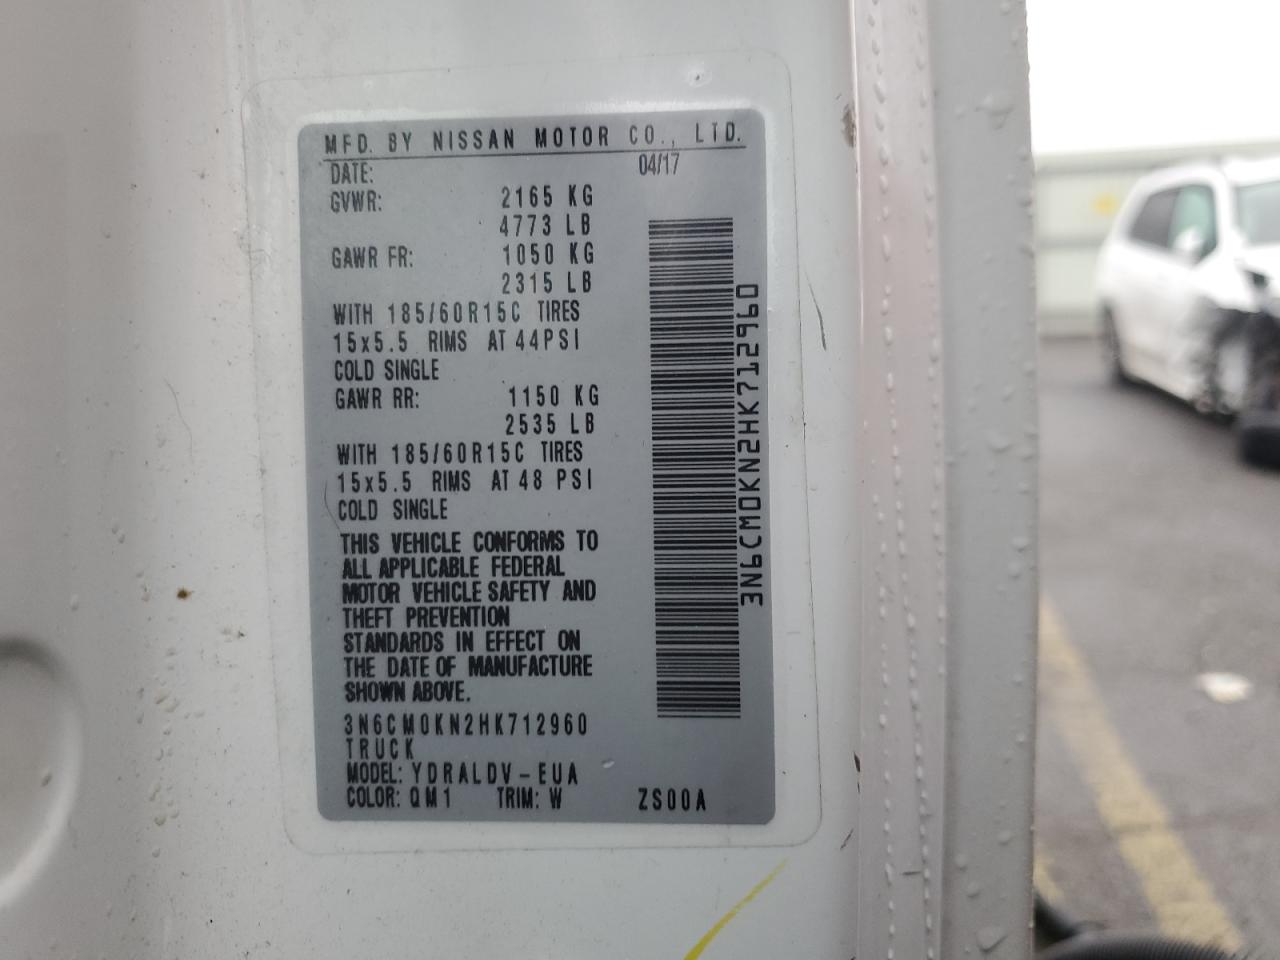 MFD. BY NISSAN MOTOR CO., LTD.
DATE: 04/17
GVWR: 2165 KG
4773 LB
GAWR FR: 1050 KG
2315 LB
WITH 185/60R15C TIRES
15x5.5 RIMS AT 44PSI
COLD SINGLE
GAWR RR: 1150 KG
2535 LB
WITH 185/60R15C TIRES
15x5.5 RIMS AT 48 PSI
COLD SINGLE
THIS VEHICLE CONFORMS TO
ALL APPLICABLE FEDERAL
MOTOR VEHICLE SAFETY AND
THEFT PREVENTION
STANDARDS IN EFFECT ON
THE DATE OF MANUFACTURE
SHOWN ABOVE.
3N6CM0KN2HK712960
TRUCK
MODEL: YDRALDV-EUA
COLOR: QM1 TRIM: W ZS00A
3N6CM0KN2HK712960